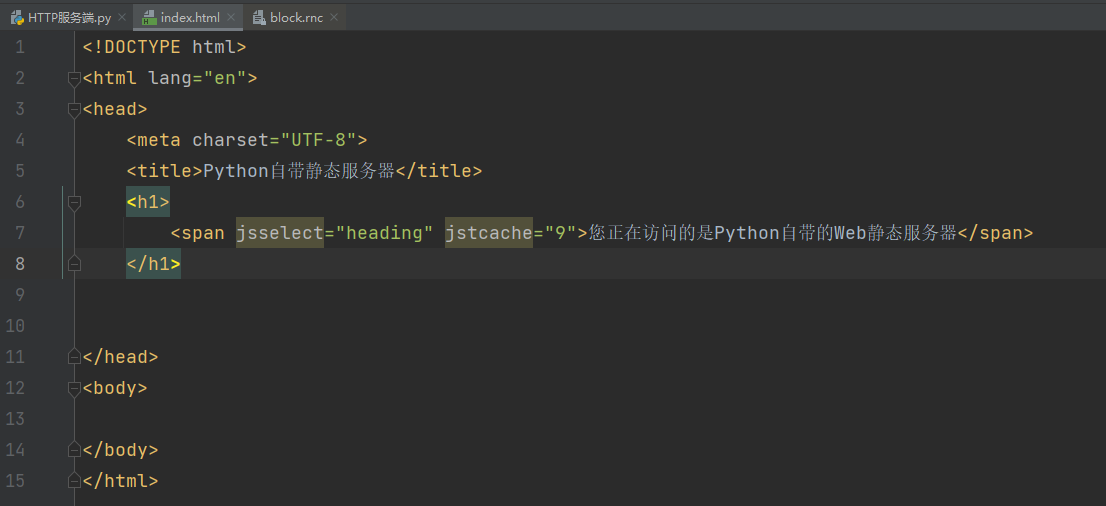 HTTP服务端.py index.html block.rnc
1 <!DOCTYPE html>
2 <html lang="en">
3 <head>
4 <meta charset="UTF-8">
5 <title>Python自带静态服务器</title>
6 <h1>
7 <span jsselect="heading" jstcache="9">您正在访问的是Python自带的Web静态服务器</span>
8 </h1>
9
10
11 </head>
12 <body>
13
14 </body>
15 </html>